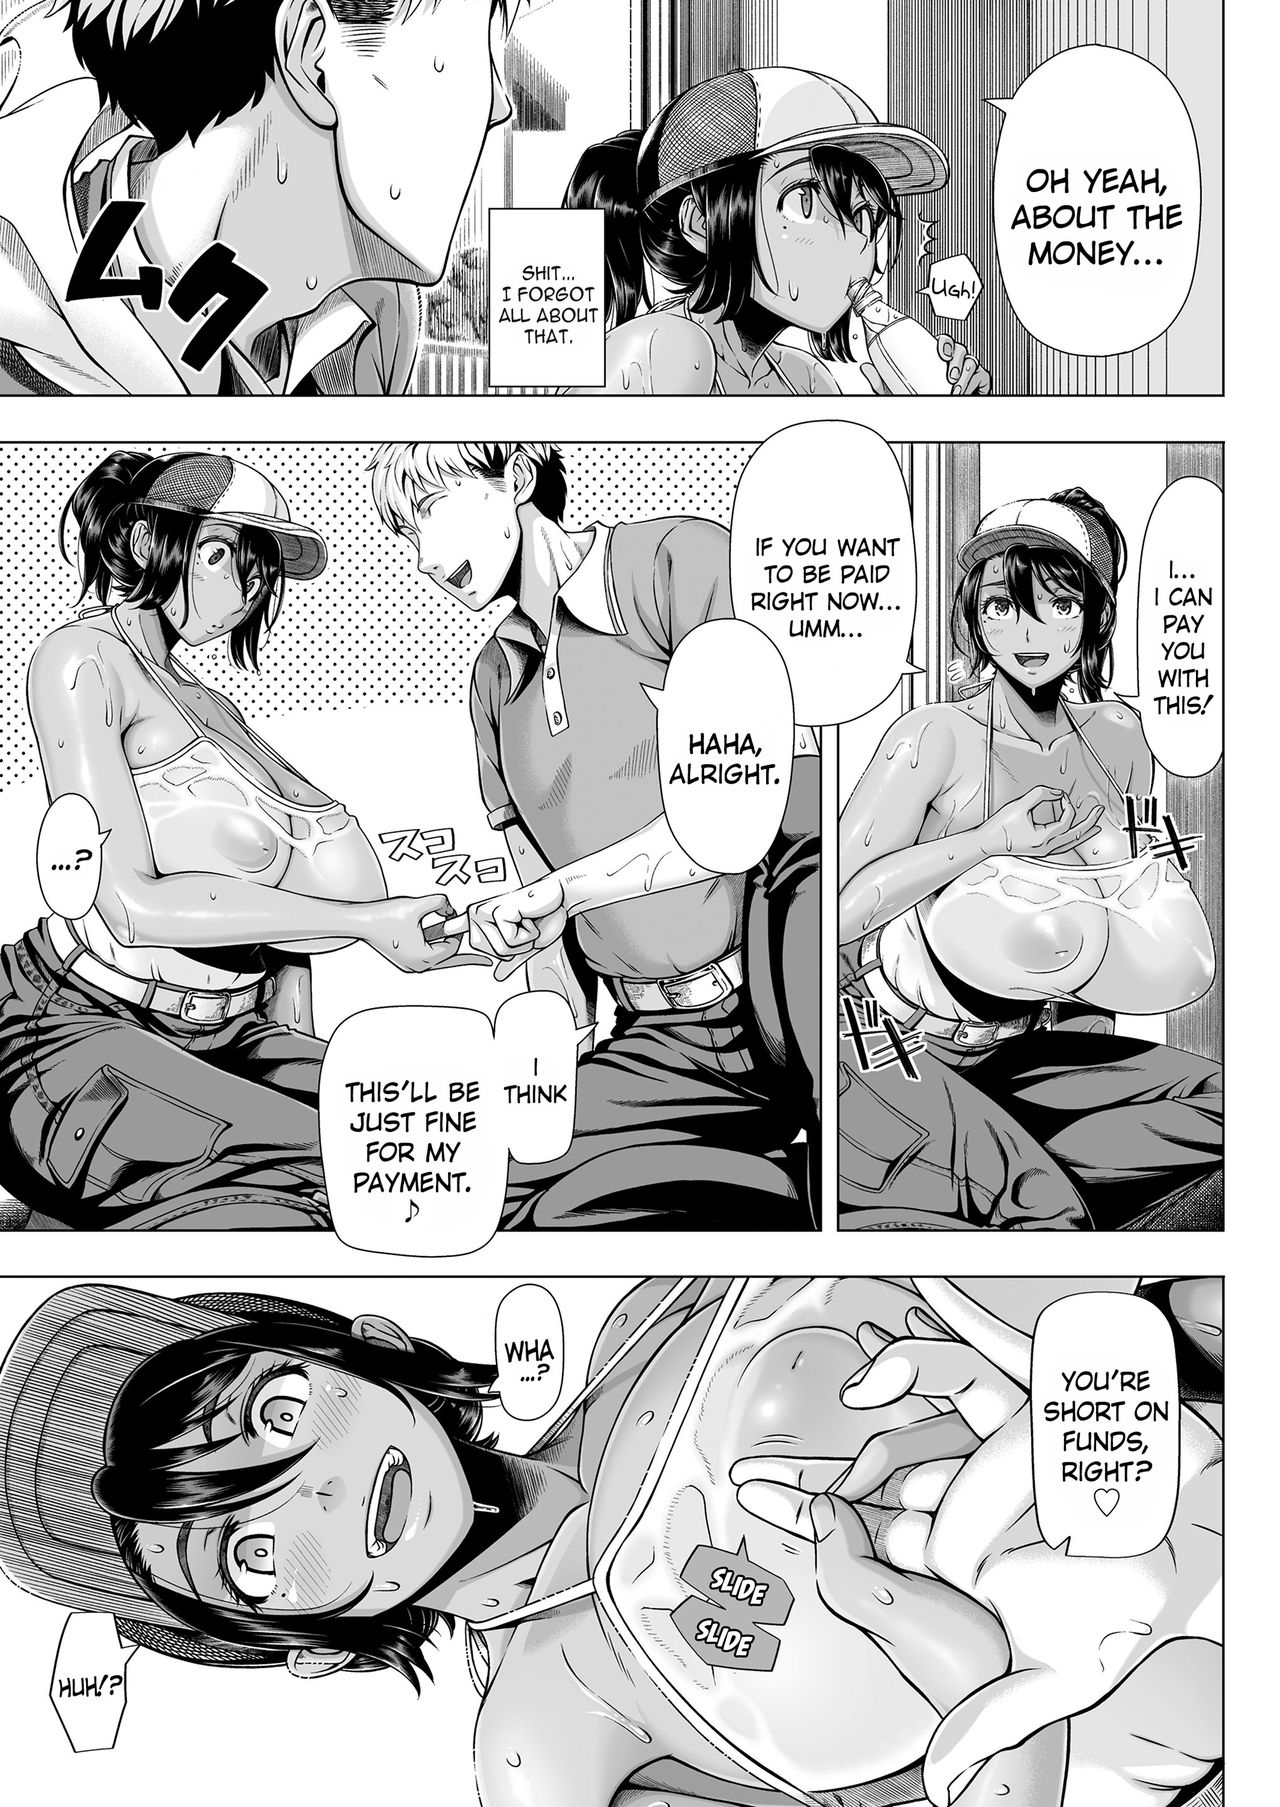 OH YEAH,
ABOUT THE
MONEY...
Ugh!
SHIT...
I FORGOT
ALL ABOUT
THAT.
ムク
I...
I CAN
PAY
YOU
WITH
THIS!
ドキ
ドキ
IF YOU WANT
TO BE PAID
RIGHT NOW...
UMM...
HAHA,
ALRIGHT.
スコ
スコ
...?
I
THINK
THIS'LL BE
JUST FINE
FOR MY
PAYMENT.
♪
YOU'RE
SHORT ON
FUNDS,
RIGHT?
♡
WHA
...?
SLIDE
SLIDE
HUH!?